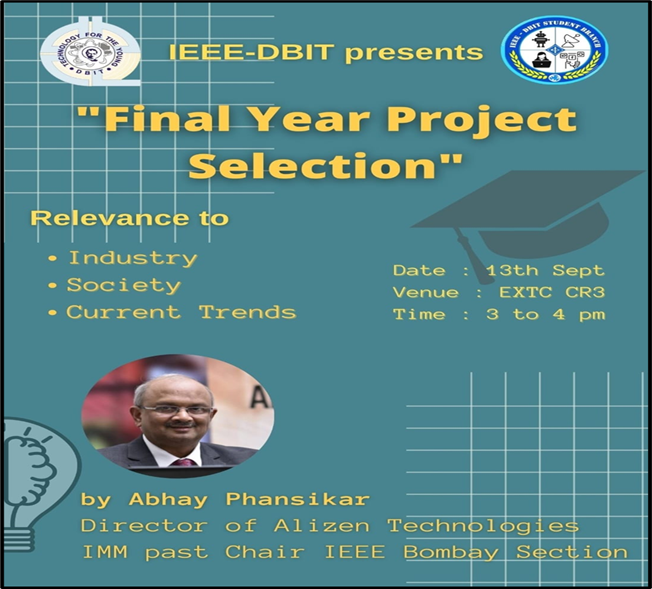 TECHNOLOGY FOR THE YOUNG
DBIT
IEEE-DBIT presents
IEEE - DBIT STUDENT BRANCH
"Final Year Project
Selection"
Relevance to
• Industry
• Society
• Current Trends
Date : 13th Sept
Venue : EXTC CR3
Time : 3 to 4 pm
A
by Abhay Phansikar
Director of Alizen Technologies
IMM past Chair IEEE Bombay Section